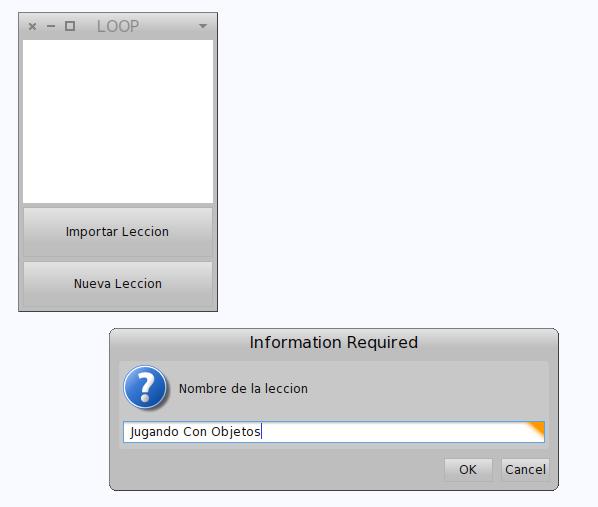 LOOP
Importar Leccion
Nueva Leccion
Information Required
?
Nombre de la leccion
Jugando Con Objetos
OK
Cancel